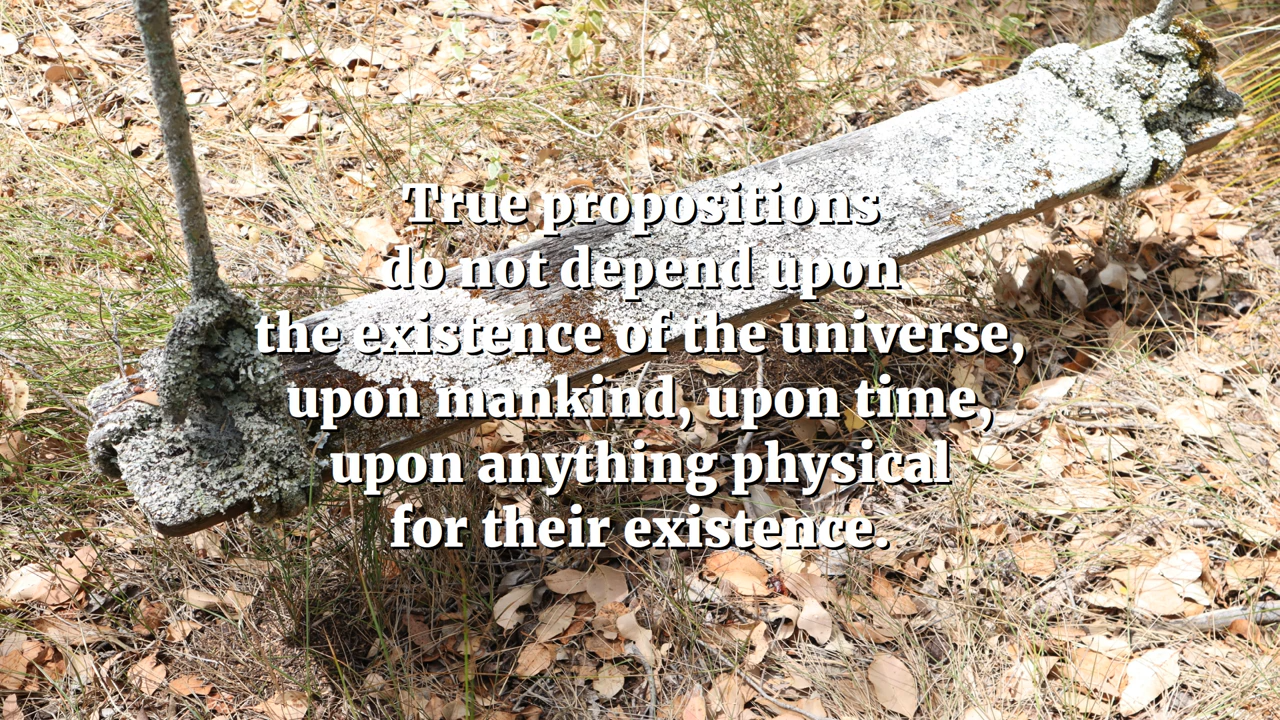 True propositions
do not depend upon
the existence of the universe,
upon mankind, upon time,
upon anything physical
for their existence.